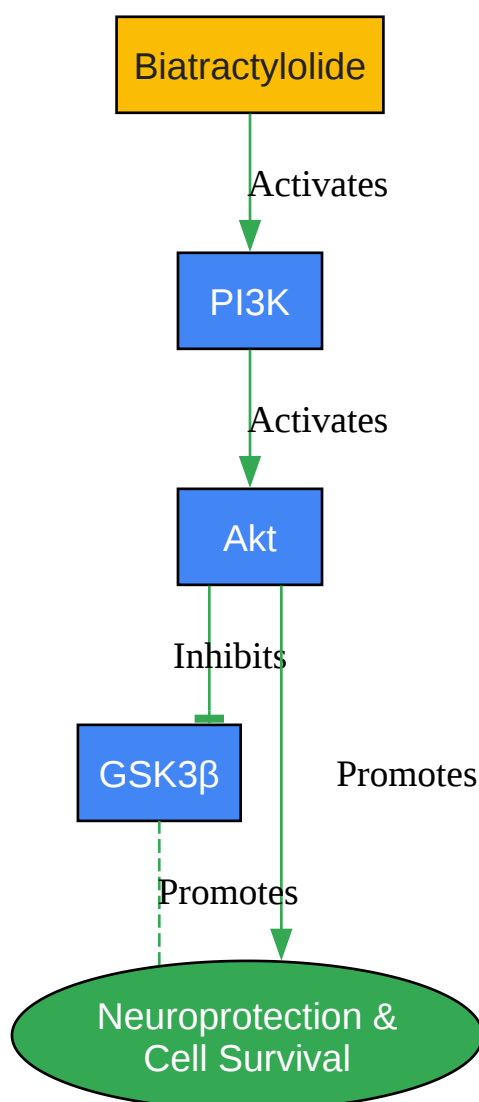 Biatractylolide
Activates
PI3K
Activates
Akt
Inhibits
GSK3β
Promotes
Promotes
Neuroprotection &
Cell Survival